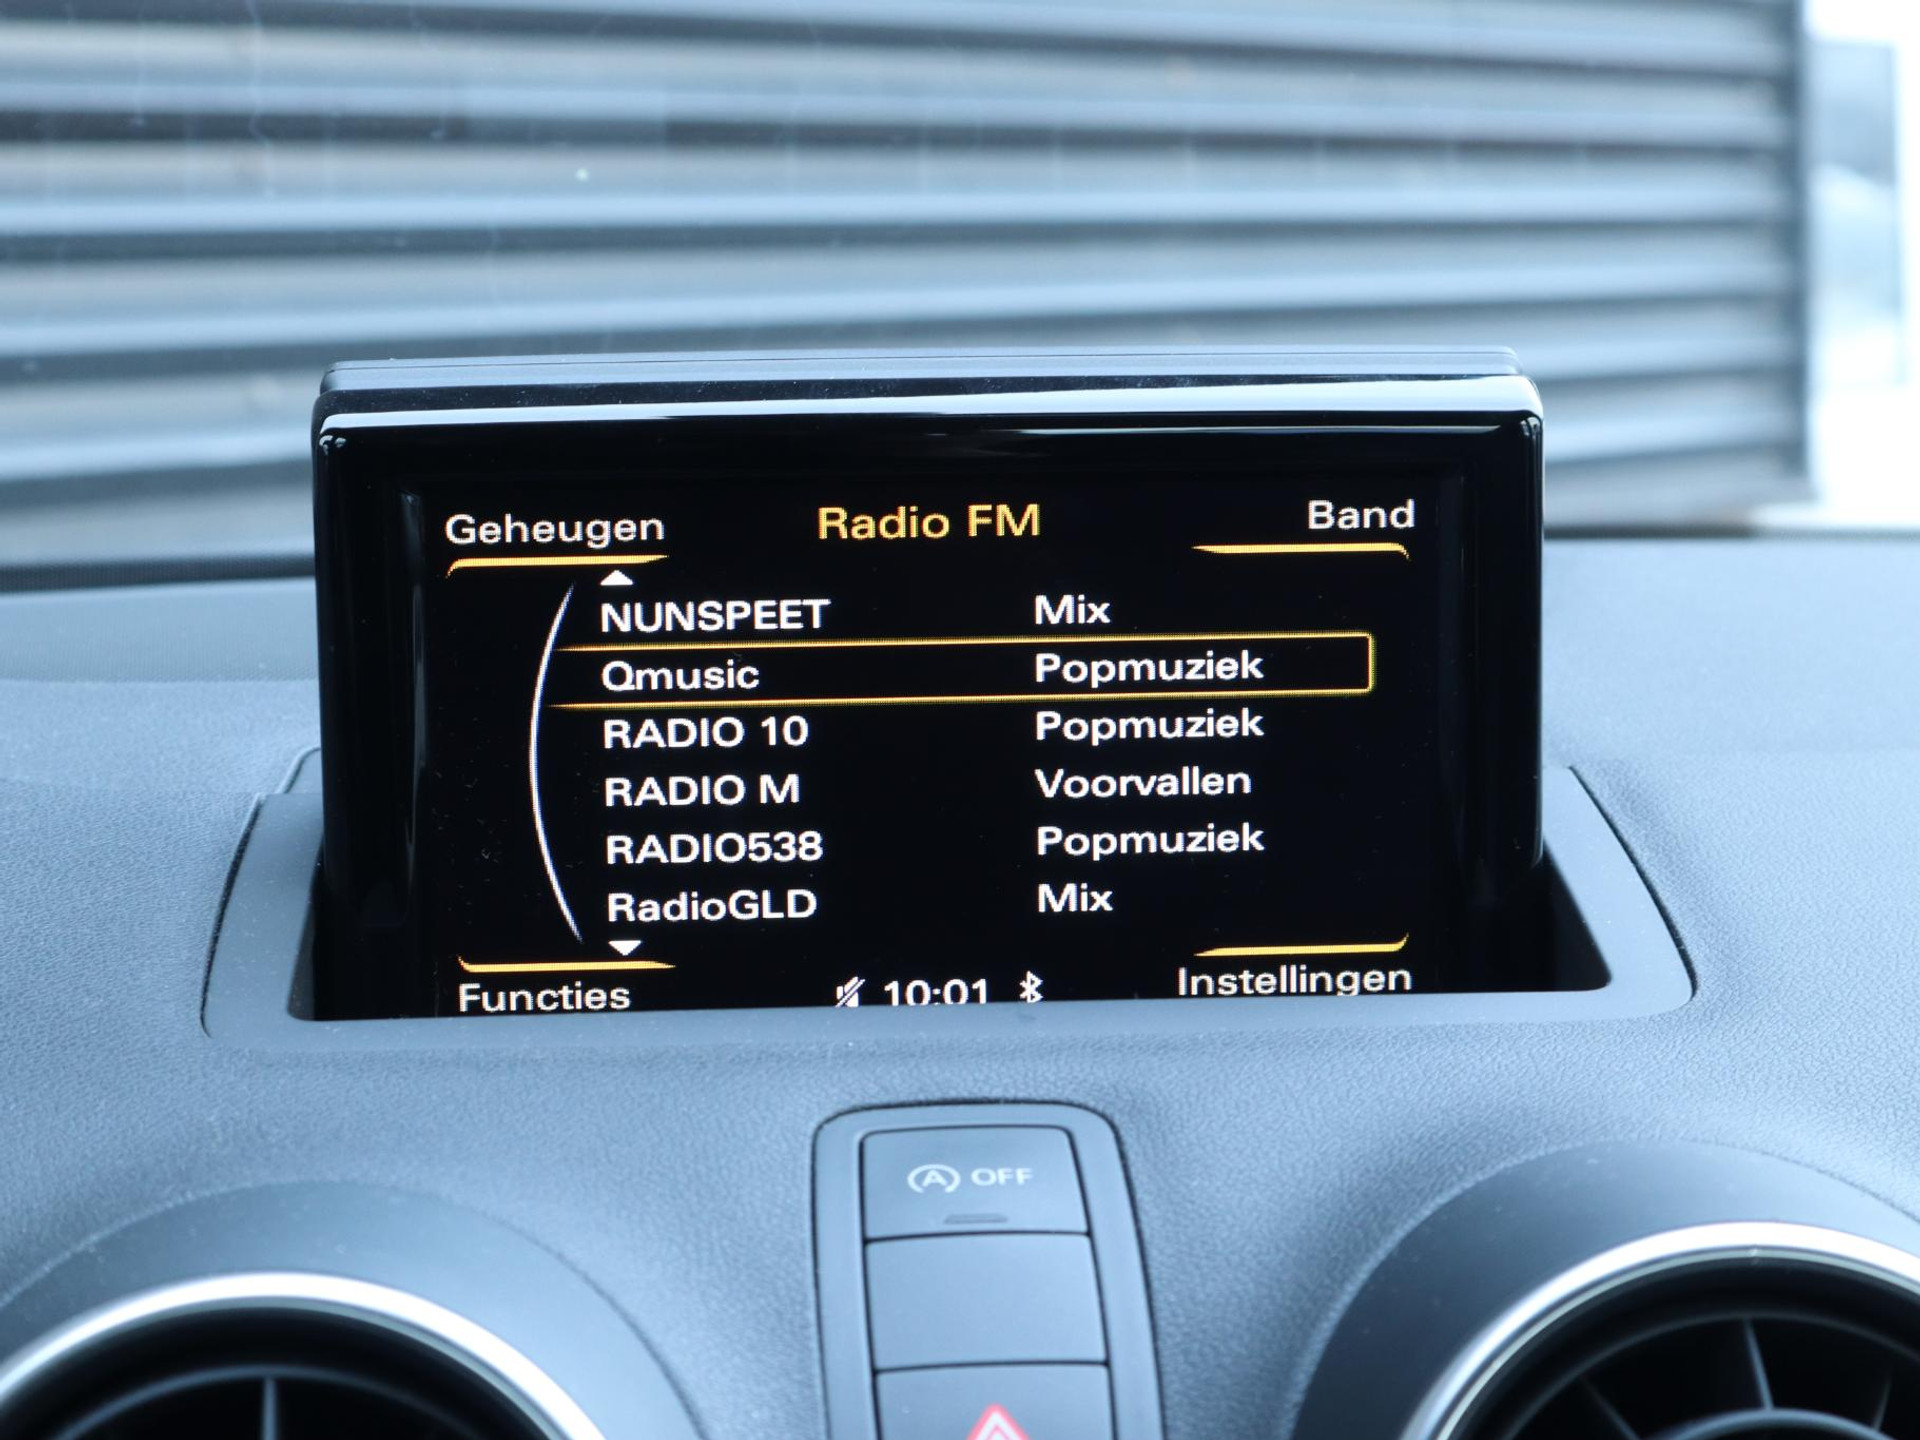 Geheugen Radio FM Band
NUNSPEET Mix
Qmusic Popmuziek
RADIO 10 Popmuziek
RADIO M Voorvallen
RADIO538 Popmuziek
RadioGLD Mix
Functies 10:01 Instellingen
A OFF